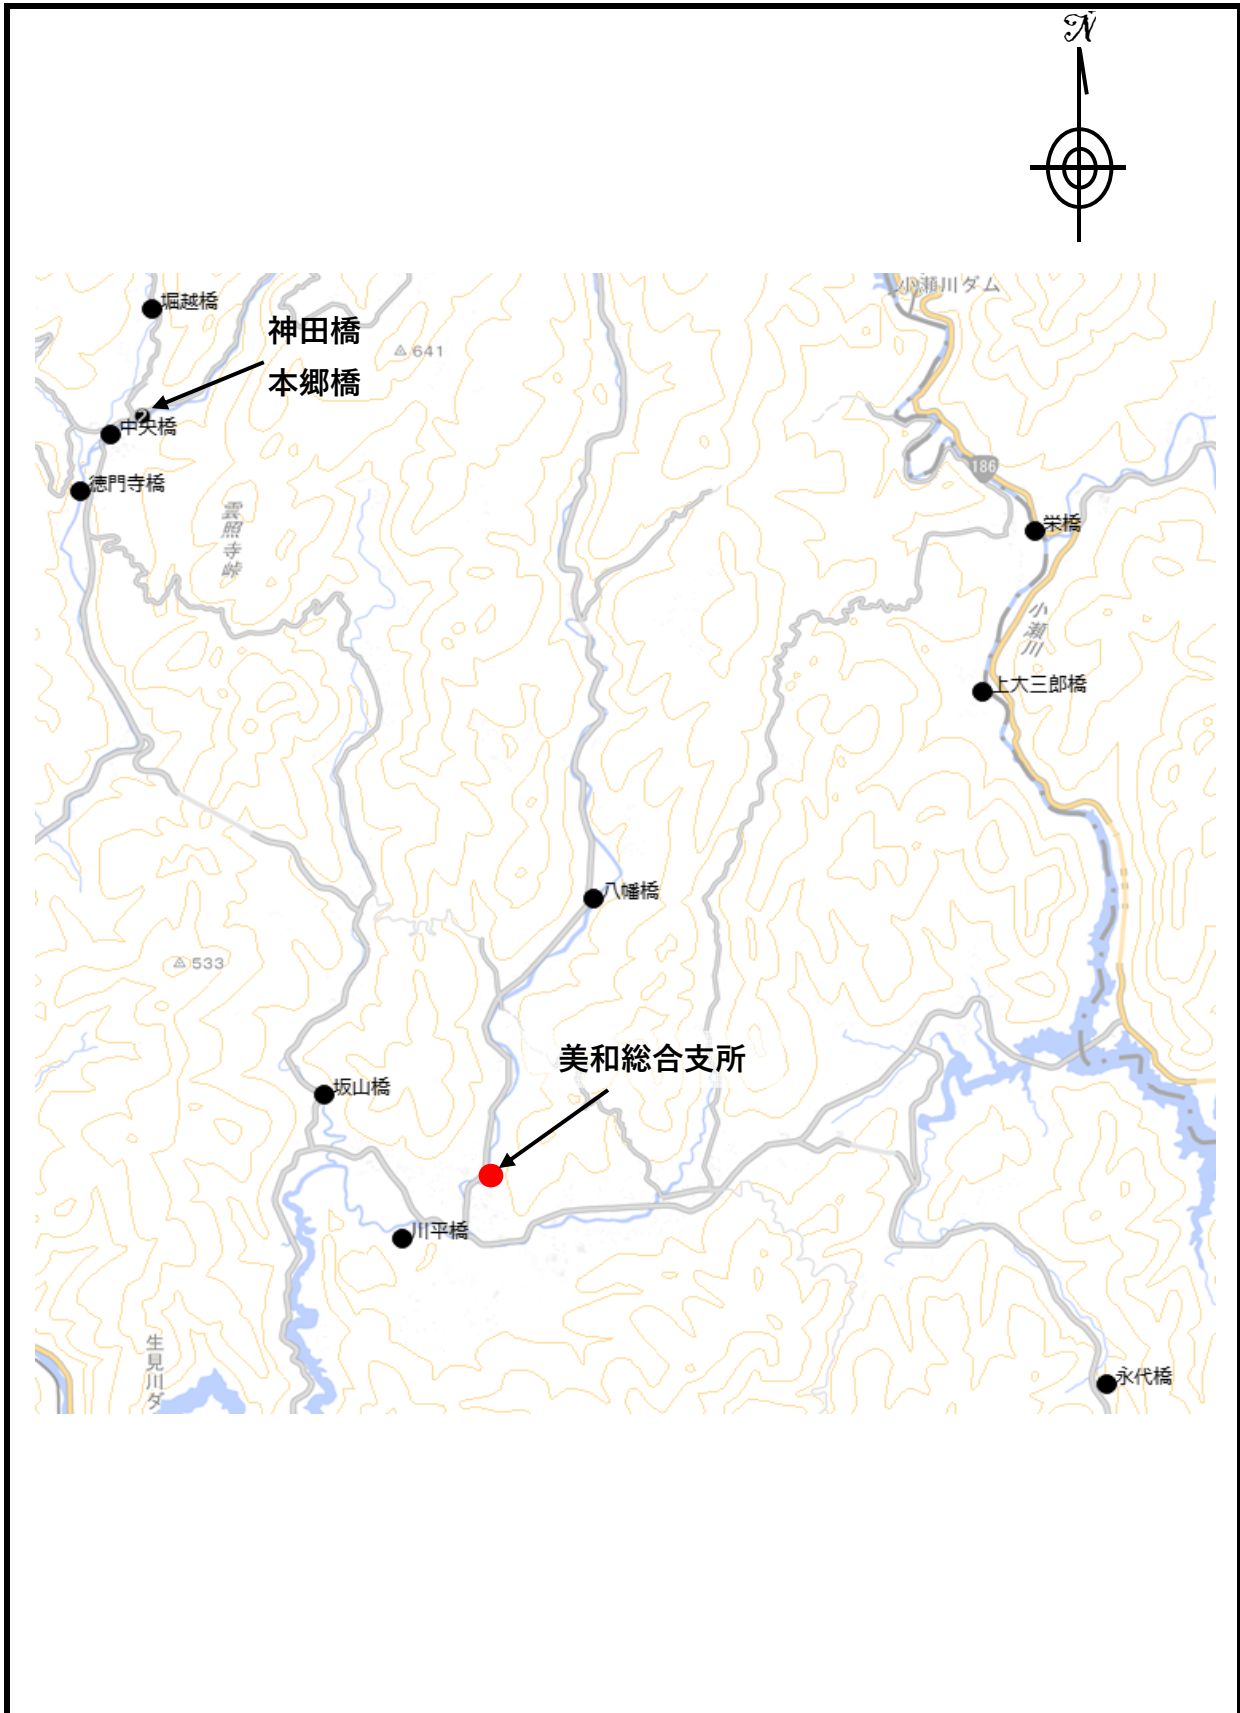 N
小瀬川ダム
堀越橋
神田橋
641
本郷橋
2
中央橋
186
徳門寺橋
雲照寺峠
栄橋
小瀬川
上大三郎橋
八幡橋
533
美和総合支所
坂山橋
川平橋
生見川ダ
永代橋